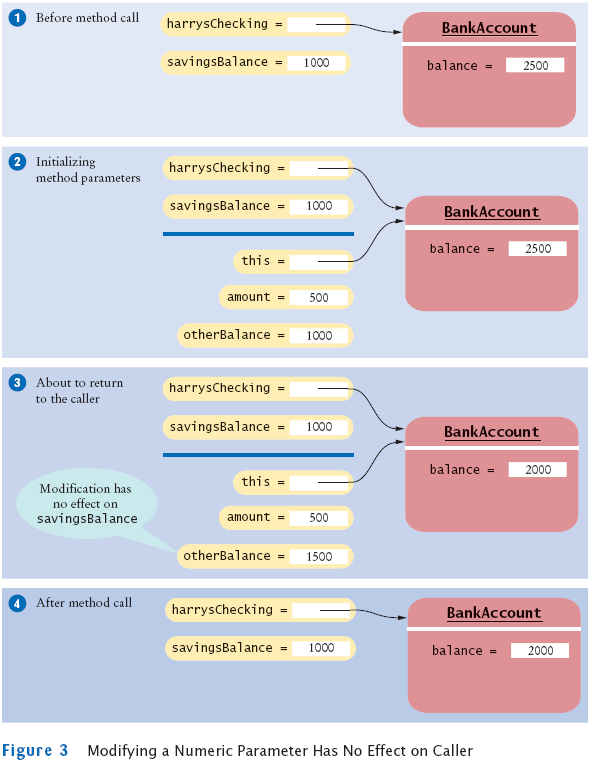 1 Before method call
harrysChecking =
savingsBalance = 1000
BankAccount
balance = 2500
2 Initializing
method parameters
harrysChecking =
savingsBalance = 1000
this =
amount = 500
otherBalance = 1000
BankAccount
balance = 2500
3 About to return
to the caller
harrysChecking =
savingsBalance = 1000
this =
amount = 500
otherBalance = 1500
Modification has
no effect on
savingsBalance
BankAccount
balance = 2000
4 After method call
harrysChecking =
savingsBalance = 1000
BankAccount
balance = 2000
Figure 3 Modifying a Numeric Parameter Has No Effect on Caller